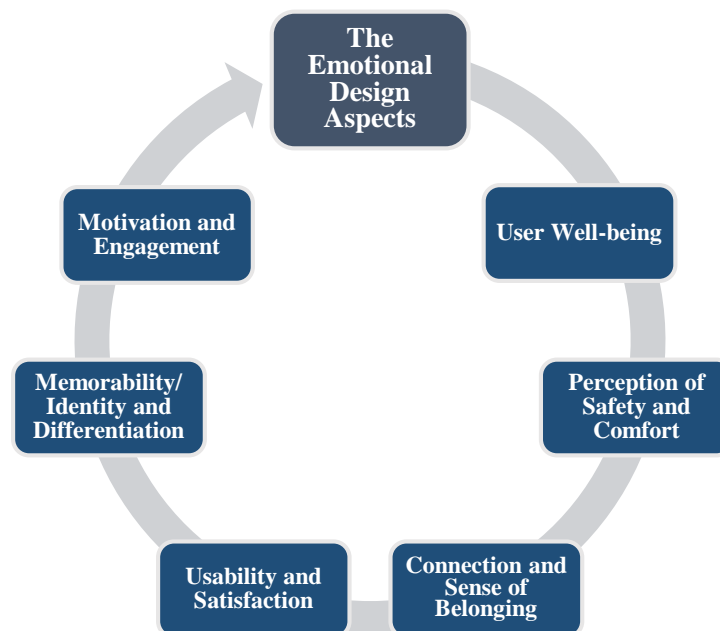 The
Emotional
Design
Aspects
User Well-being
Perception of
Safety and
Comfort
Connection and
Sense of
Belonging
Usability and
Satisfaction
Memorability/
Identity and
Differentiation
Motivation and
Engagement